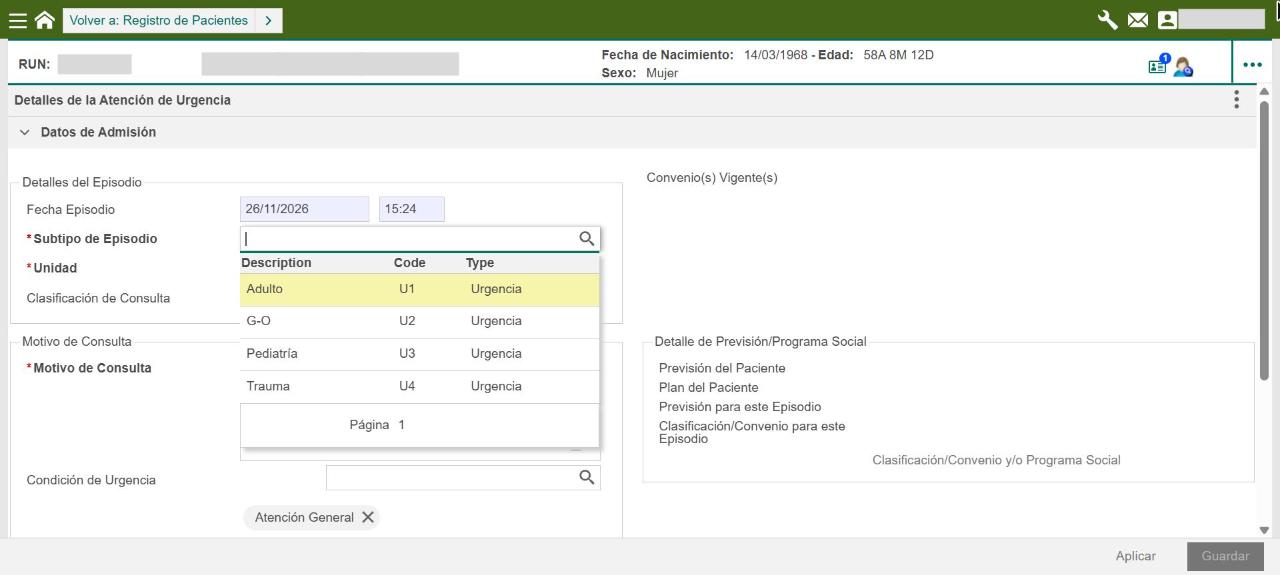 Volver a: Registro de Pacientes
RUN:
Fecha de Nacimiento: 14/03/1968 - Edad: 58A 8M 12D
Sexo: Mujer
1
Detalles de la Atención de Urgencia
Datos de Admisión
Detalles del Episodio
Convenio(s) Vigente(s)
Fecha Episodio 26/11/2026 15:24
*Subtipo de Episodio
*Unidad
Clasificación de Consulta
Description Code Type
Adulto U1 Urgencia
G-O U2 Urgencia
Pediatría U3 Urgencia
Trauma U4 Urgencia
Página 1
Motivo de Consulta
*Motivo de Consulta
Condición de Urgencia
Atención General
Detalle de Previsión/Programa Social
Previsión del Paciente
Plan del Paciente
Previsión para este Episodio
Clasificación/Convenio para este
Episodio
Clasificación/Convenio y/o Programa Social
Aplicar
Guardar